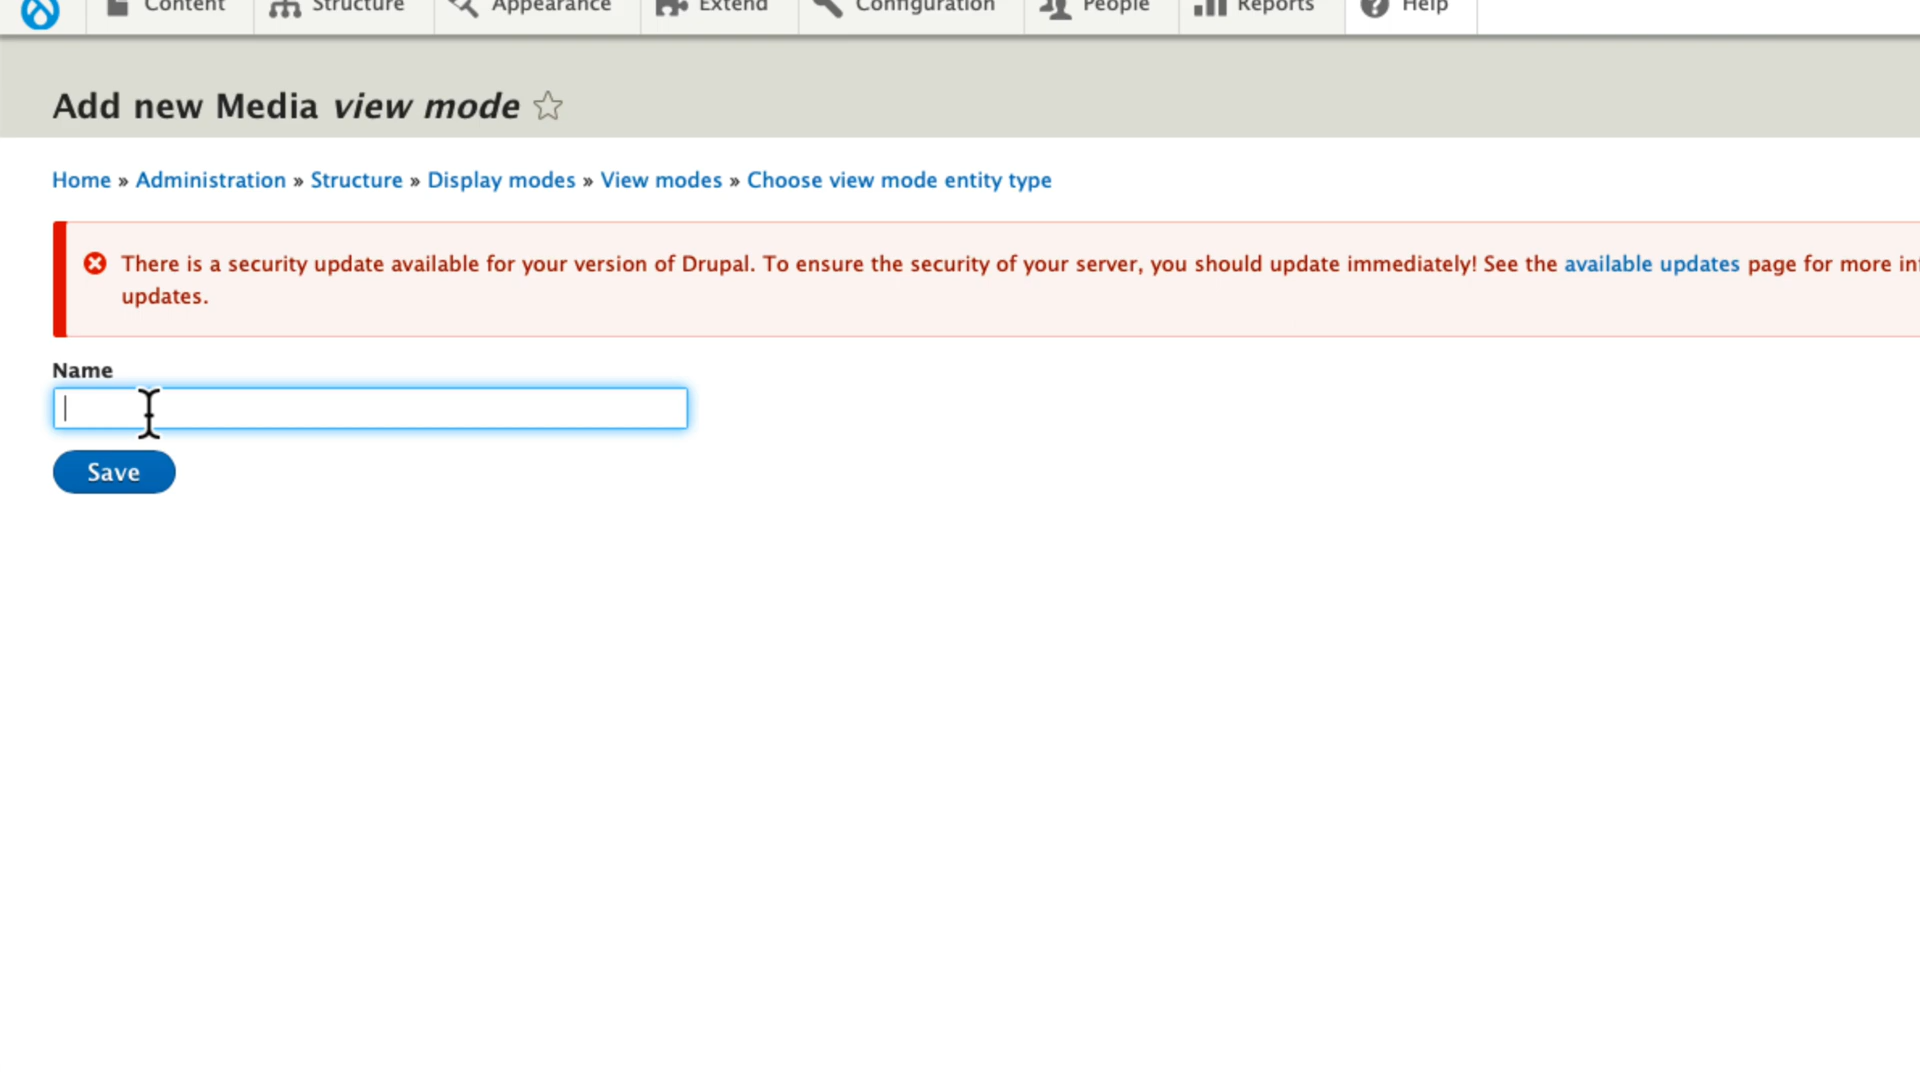 Content Structure Appearance Extend Configuration People Reports Help
Add new Media view mode
Home » Administration » Structure » Display modes » View modes » Choose view mode entity type
There is a security update available for your version of Drupal. To ensure the security of your server, you should update immediately! See the available updates page for more
updates.
Name
Save